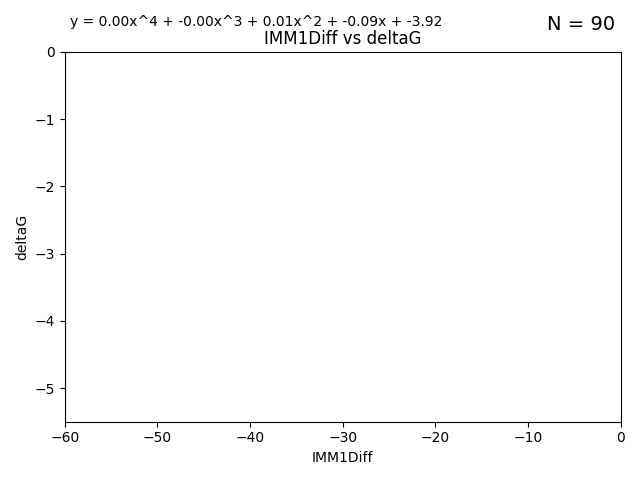 y = 0.00x^4 + -0.00x^3 + 0.01x^2 + -0.09x + -3.92
N = 90
IMM1Diff vs deltaG
0
−1
−2
−3
−4
−5
deltaG
−60 −50 −40 −30 −20 −10 0
IMM1Diff